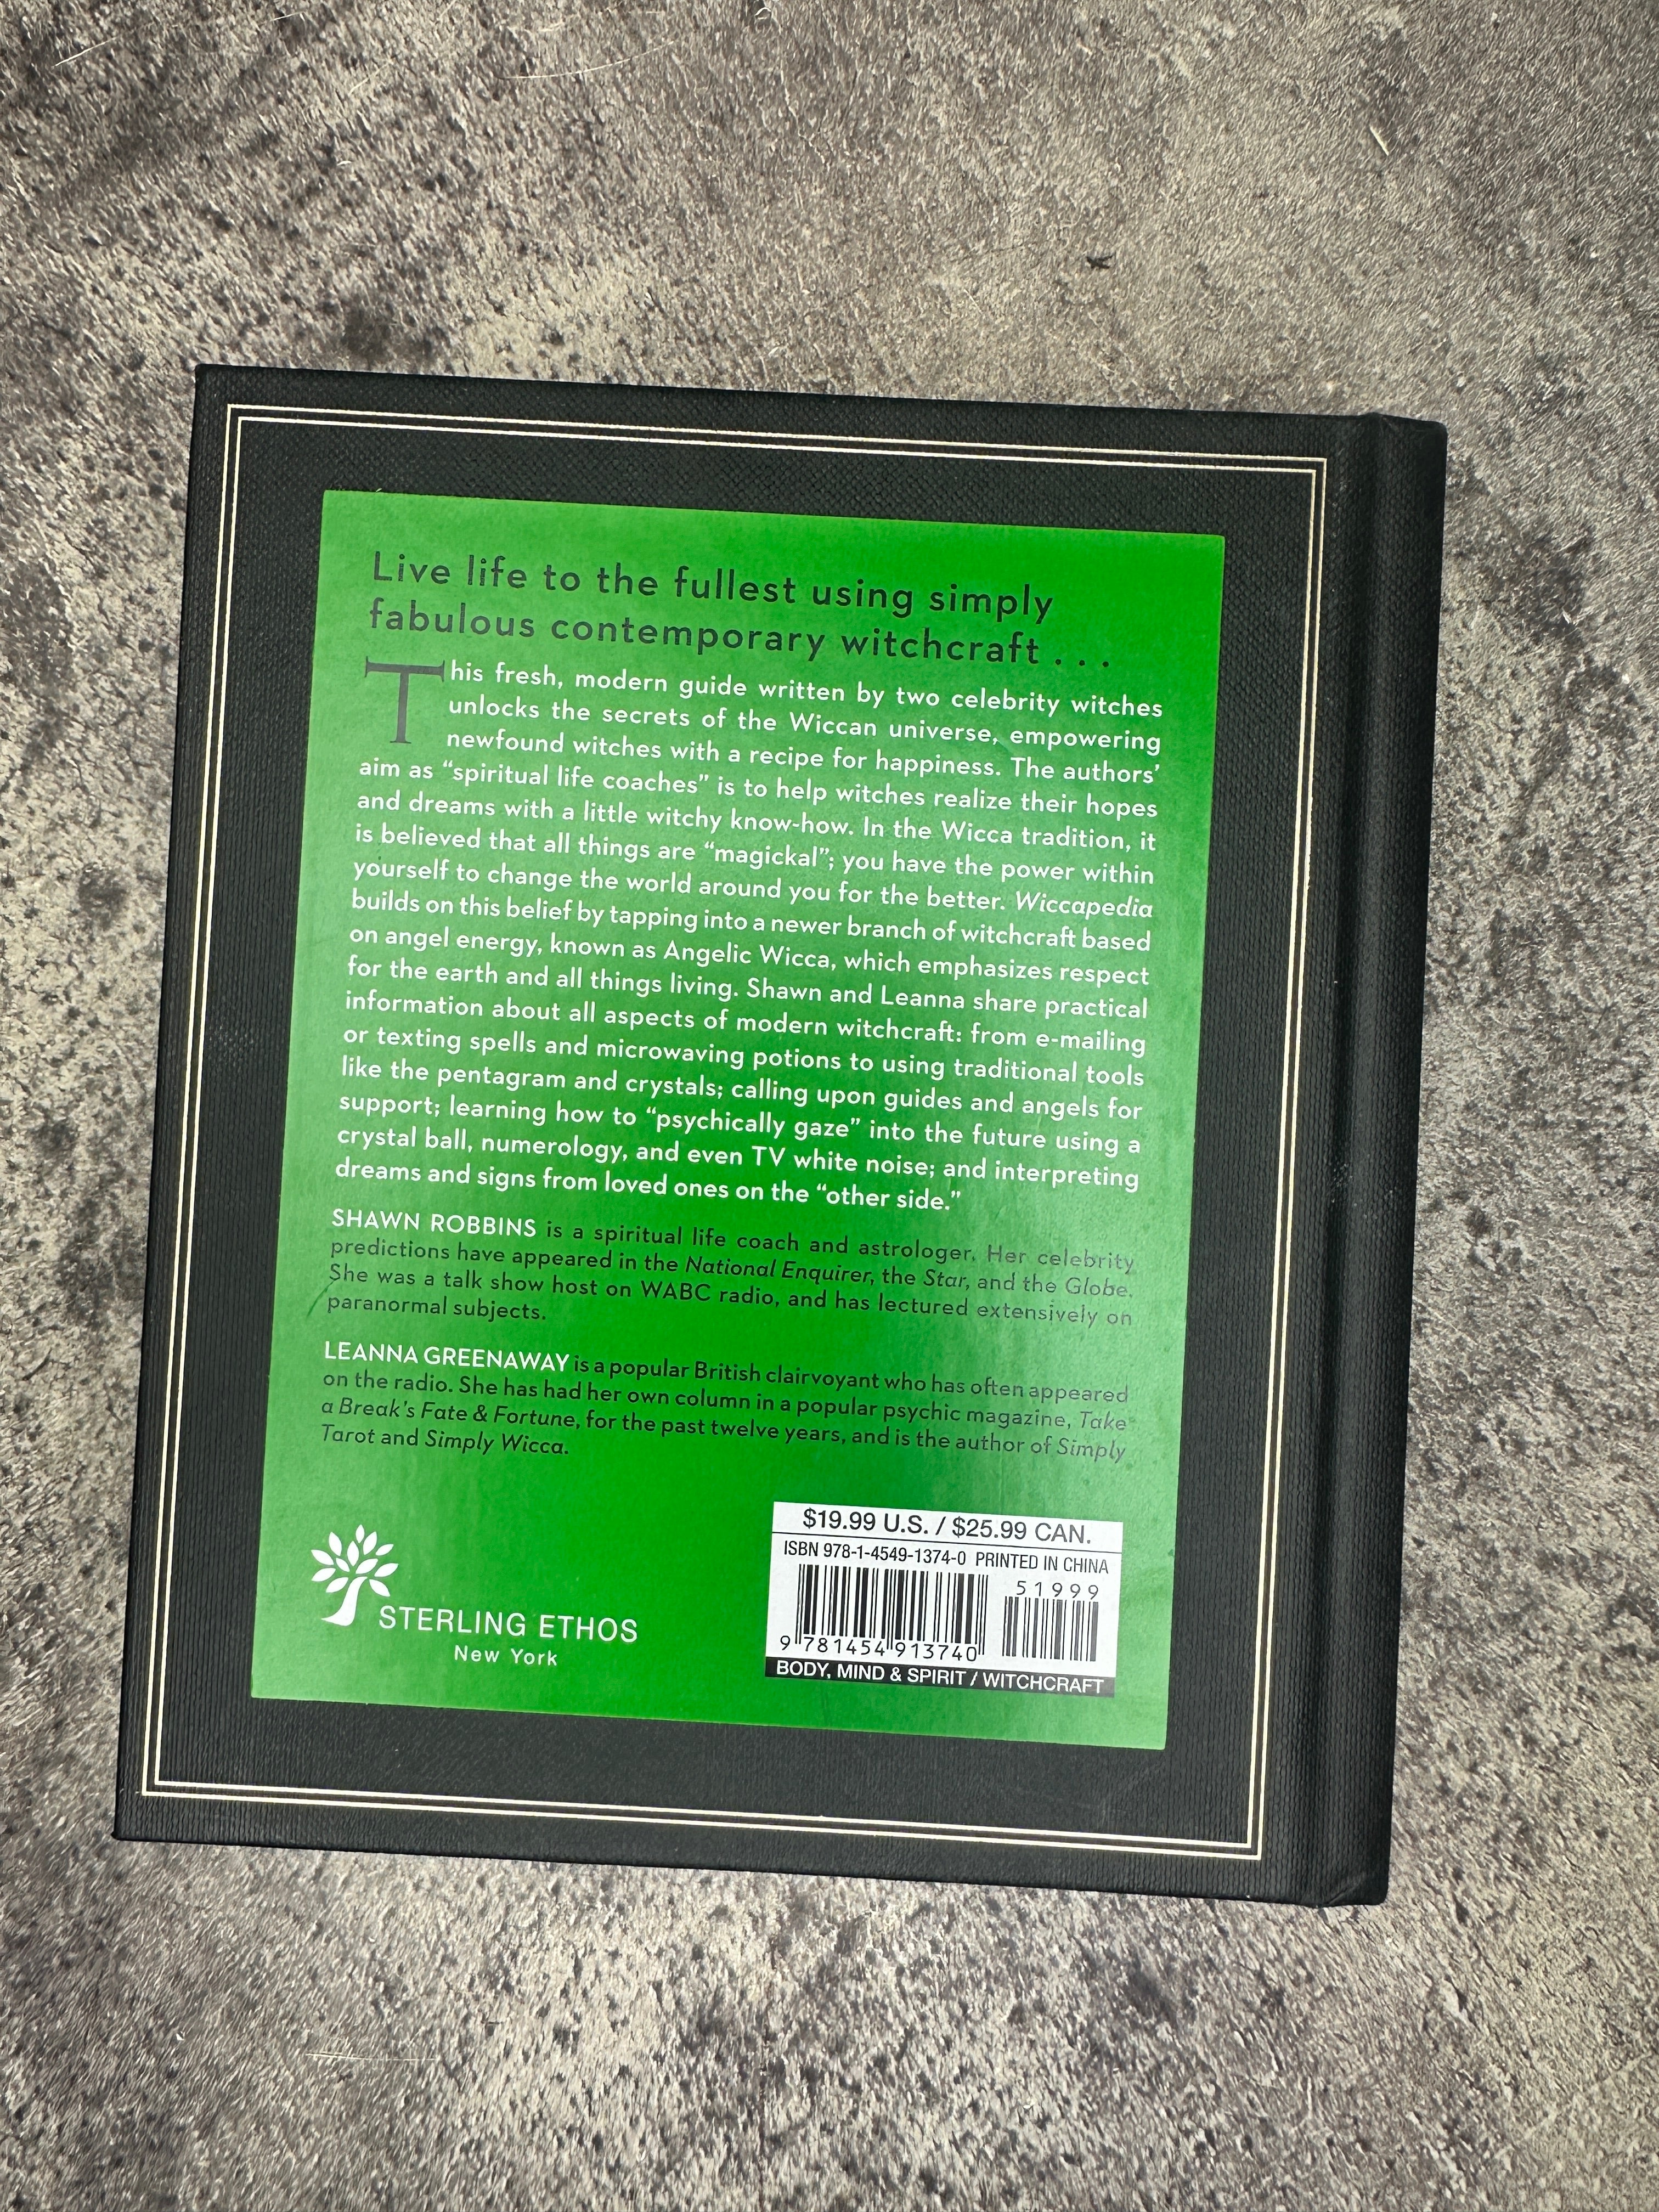 Live life to the fullest using simply
fabulous contemporary witchcraft . . .
This fresh, modern guide written by two celebrity witches
unlocks the secrets of the Wiccan universe, empowering
newfound witches with a recipe for happiness. The authors’
aim as “spiritual life coaches” is to help witches realize their hopes
and dreams with a little witchy know-how. In the Wicca tradition, it
is believed that all things are “magickal”; you have the power within
yourself to change the world around you for the better. Wiccapedia
builds on this belief by tapping into a newer branch of witchcraft based
on angel energy, known as Angelic Wicca, which emphasizes respect
for the earth and all things living. Shawn and Leanna share practical
information about all aspects of modern witchcraft: from e-mailing
or texting spells and microwaving potions to using traditional tools
like the pentagram and crystals; calling upon guides and angels for
support; learning how to “psychically gaze” into the future using a
crystal ball, numerology, and even TV white noise; and interpreting
dreams and signs from loved ones on the “other side.”
SHAWN ROBBINS is a spiritual life coach and astrologer. Her celebrity
predictions have appeared in the National Enquirer, the Star, and the Globe.
She was a talk show host on WABC radio, and has lectured extensively on
paranormal subjects.
LEANNA GREENAWAY is a popular British clairvoyant who has often appeared
on the radio. She has had her own column in a popular psychic magazine, Take
a Break’s Fate & Fortune, for the past twelve years, and is the author of Simply
Tarot and Simply Wicca.
STERLING ETHOS
New York
$19.99 U.S. / $25.99 CAN.
ISBN 978-1-4549-1374-0 PRINTED IN CHINA
51999
9 781454 913740
BODY, MIND & SPIRIT / WITCHCRAFT